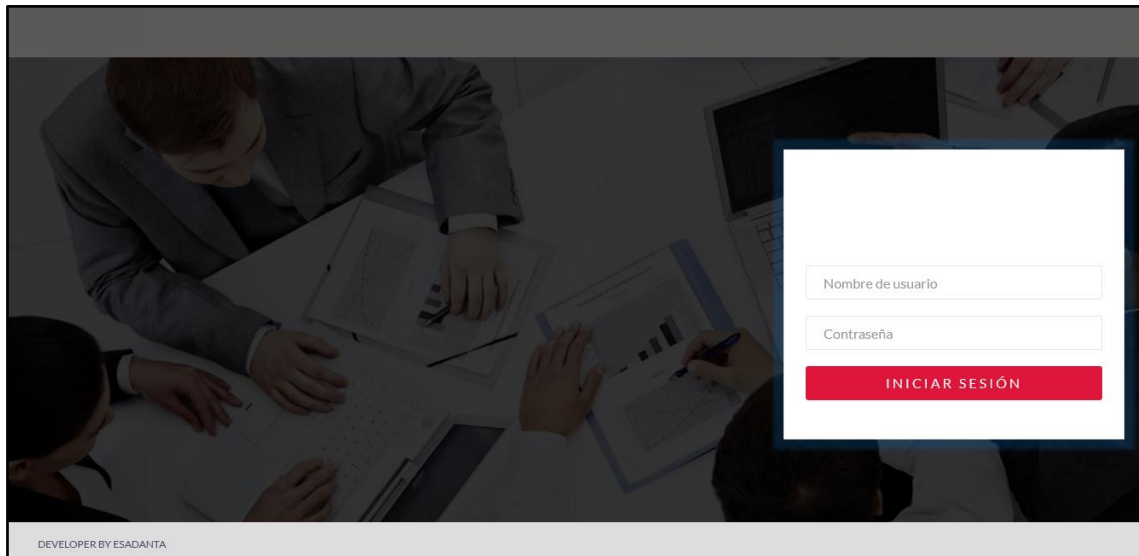 Nombre de usuario
Contraseña
INICIAR SESIÓN
DEVELOPER BY ESADANTA